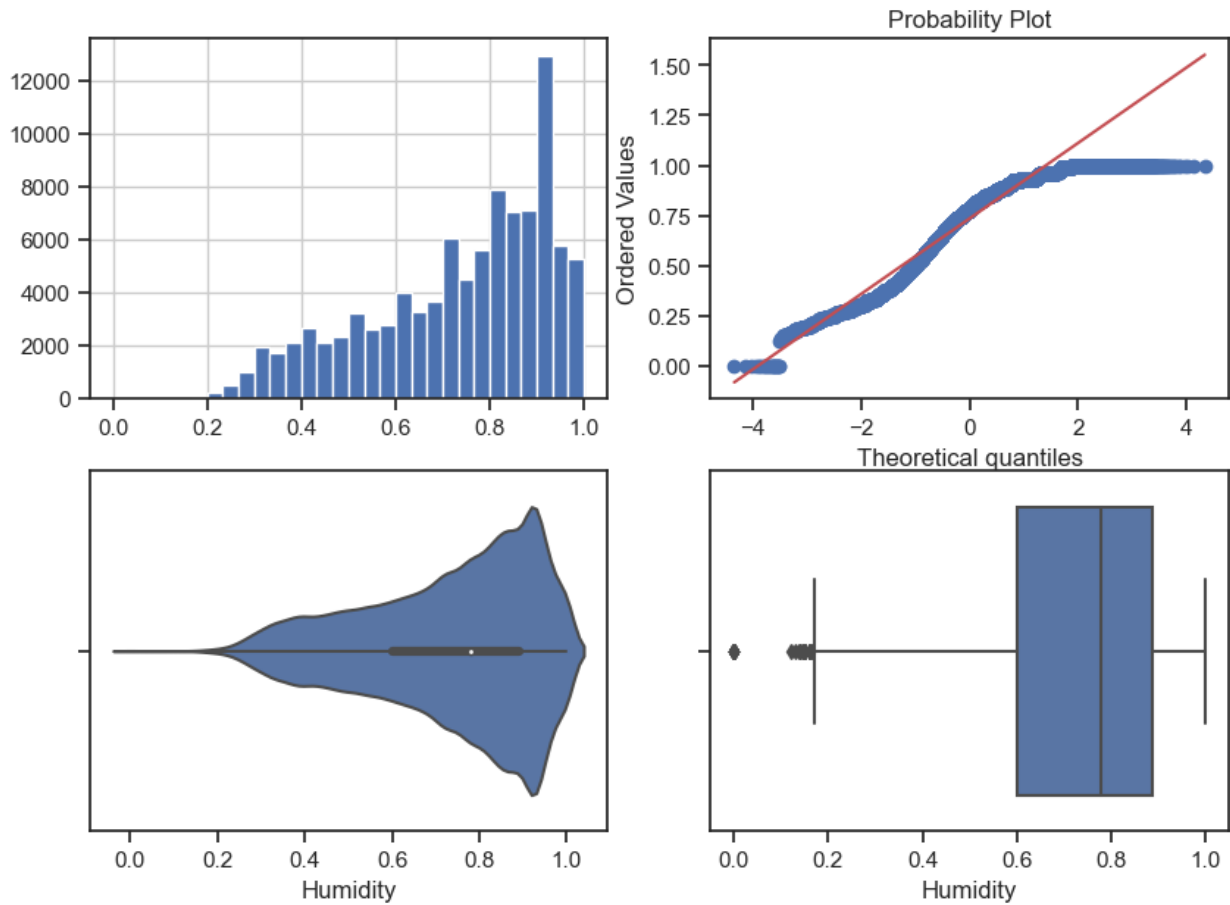 12000
10000
8000
6000
4000
2000
0
0.0 0.2 0.4 0.6 0.8 1.0
Probability Plot
Ordered Values
1.50
1.25
1.00
0.75
0.50
0.25
0.00
−4 −2 0 2 4
Theoretical quantiles
0.0 0.2 0.4 0.6 0.8 1.0
Humidity
0.0 0.2 0.4 0.6 0.8 1.0
Humidity